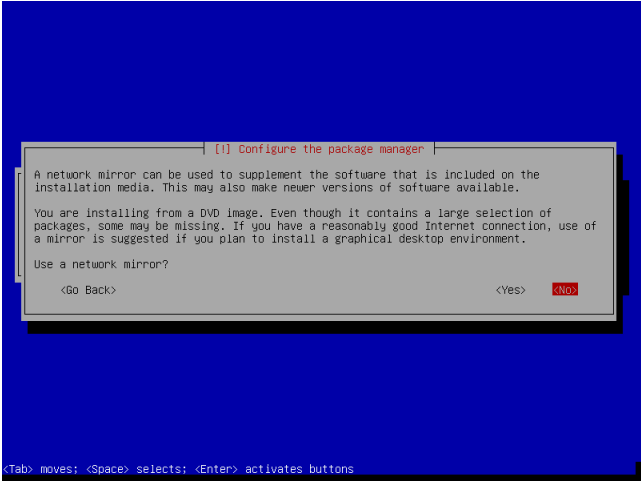 [!] Configure the package manager
A network mirror can be used to supplement the software that is included on the
installation media. This may also make newer versions of software available.
You are installing from a DVD image. Even though it contains a large selection of
packages, some may be missing. If you have a reasonably good Internet connection, use of
a mirror is suggested if you plan to install a graphical desktop environment.
Use a network mirror?
<Go Back> <Yes> <No>
<Tab> moves; <Space> selects; <Enter> activates buttons